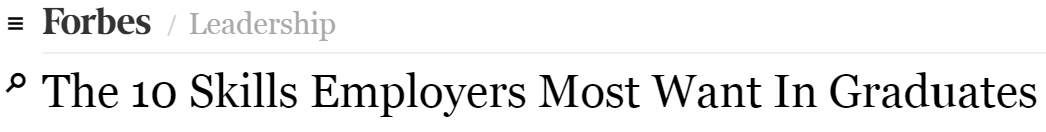 Forbes / Leadership
The 10 Skills Employers Most Want In Graduates